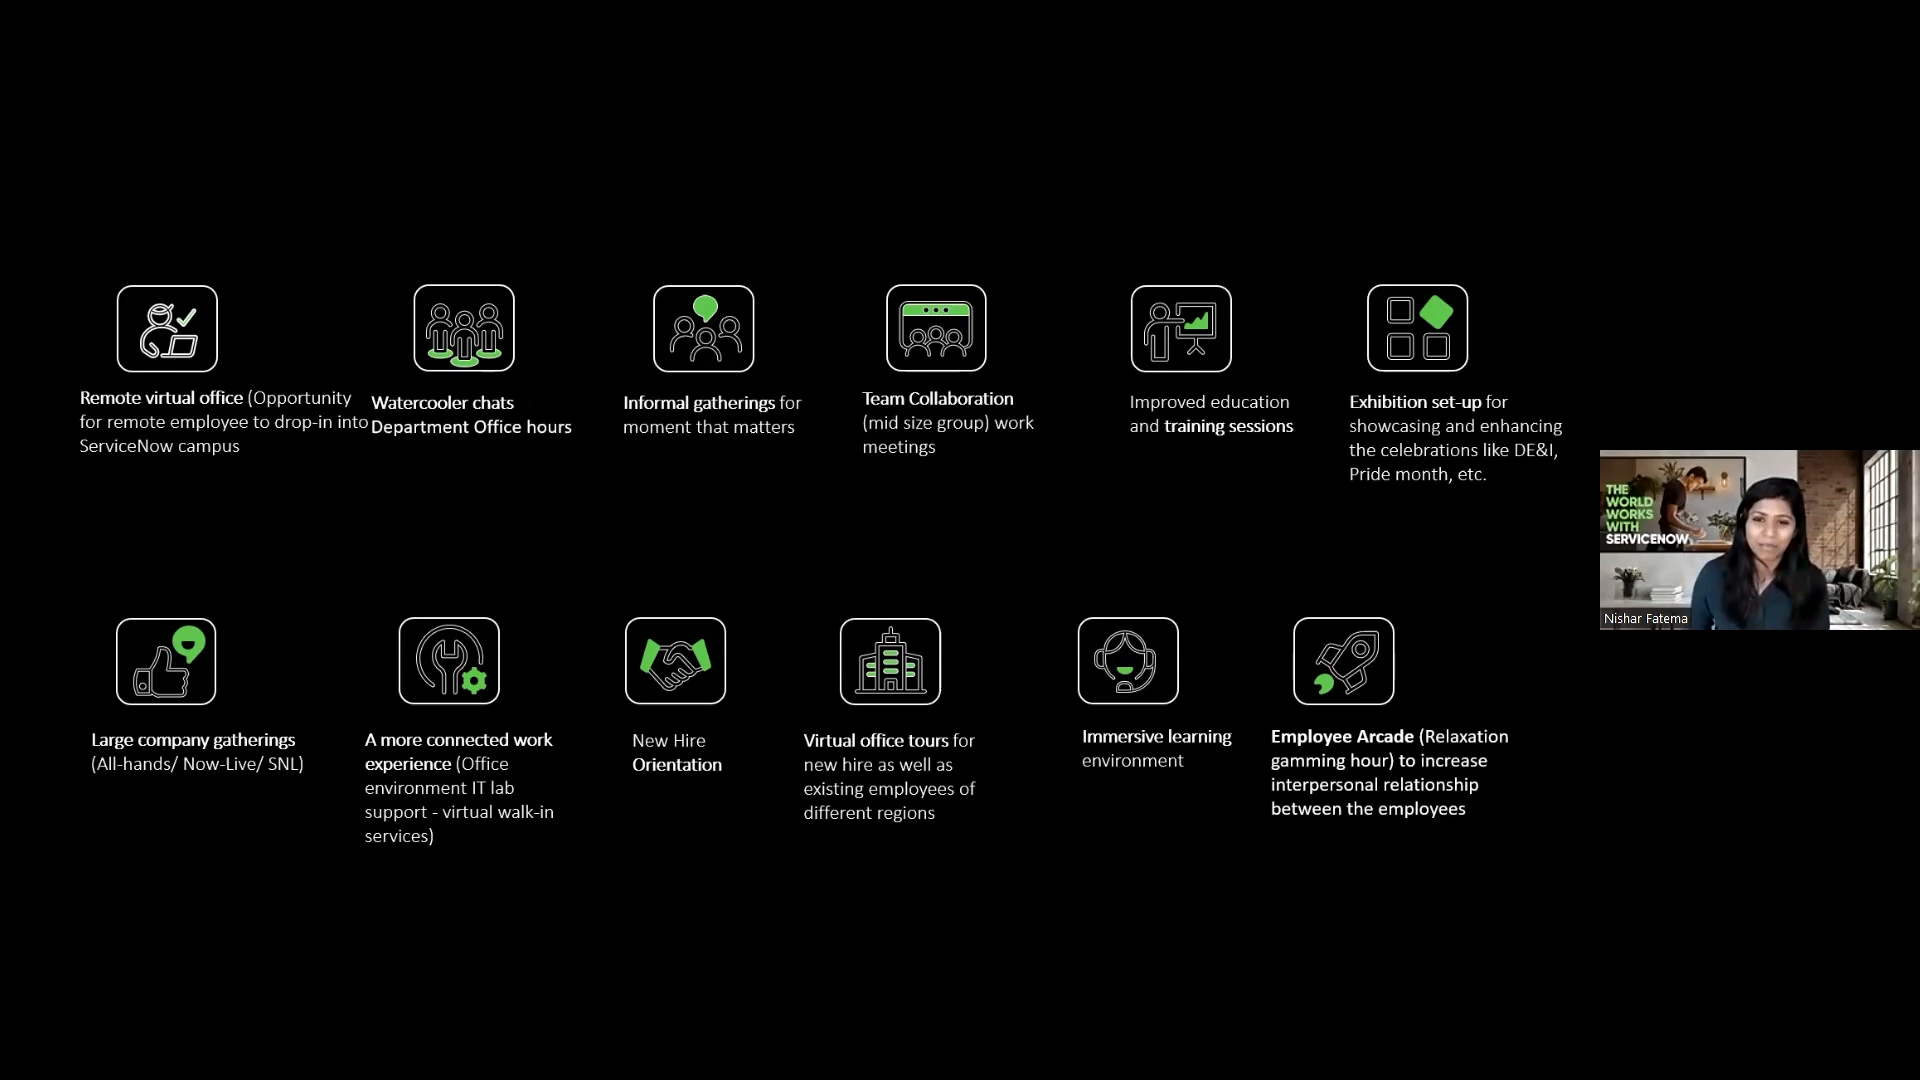 Remote virtual office (Opportunity
for remote employee to drop-in into
ServiceNow campus
Watercooler chats
Department Office hours
Informal gatherings for
moment that matters
Team Collaboration
(mid size group) work
meetings
Improved education
and training sessions
Exhibition set-up for
showcasing and enhancing
the celebrations like DE&I,
Pride month, etc.
THE
WORLD
WORKS
WITH
SERVICENOW
Nishar Fatema
Large company gatherings
(All-hands/ Now-Live/ SNL)
A more connected work
experience (Office
environment IT lab
support - virtual walk-in
services)
New Hire
Orientation
Virtual office tours for
new hire as well as
existing employees of
different regions
Immersive learning
environment
Employee Arcade (Relaxation
gamming hour) to increase
interpersonal relationship
between the employees